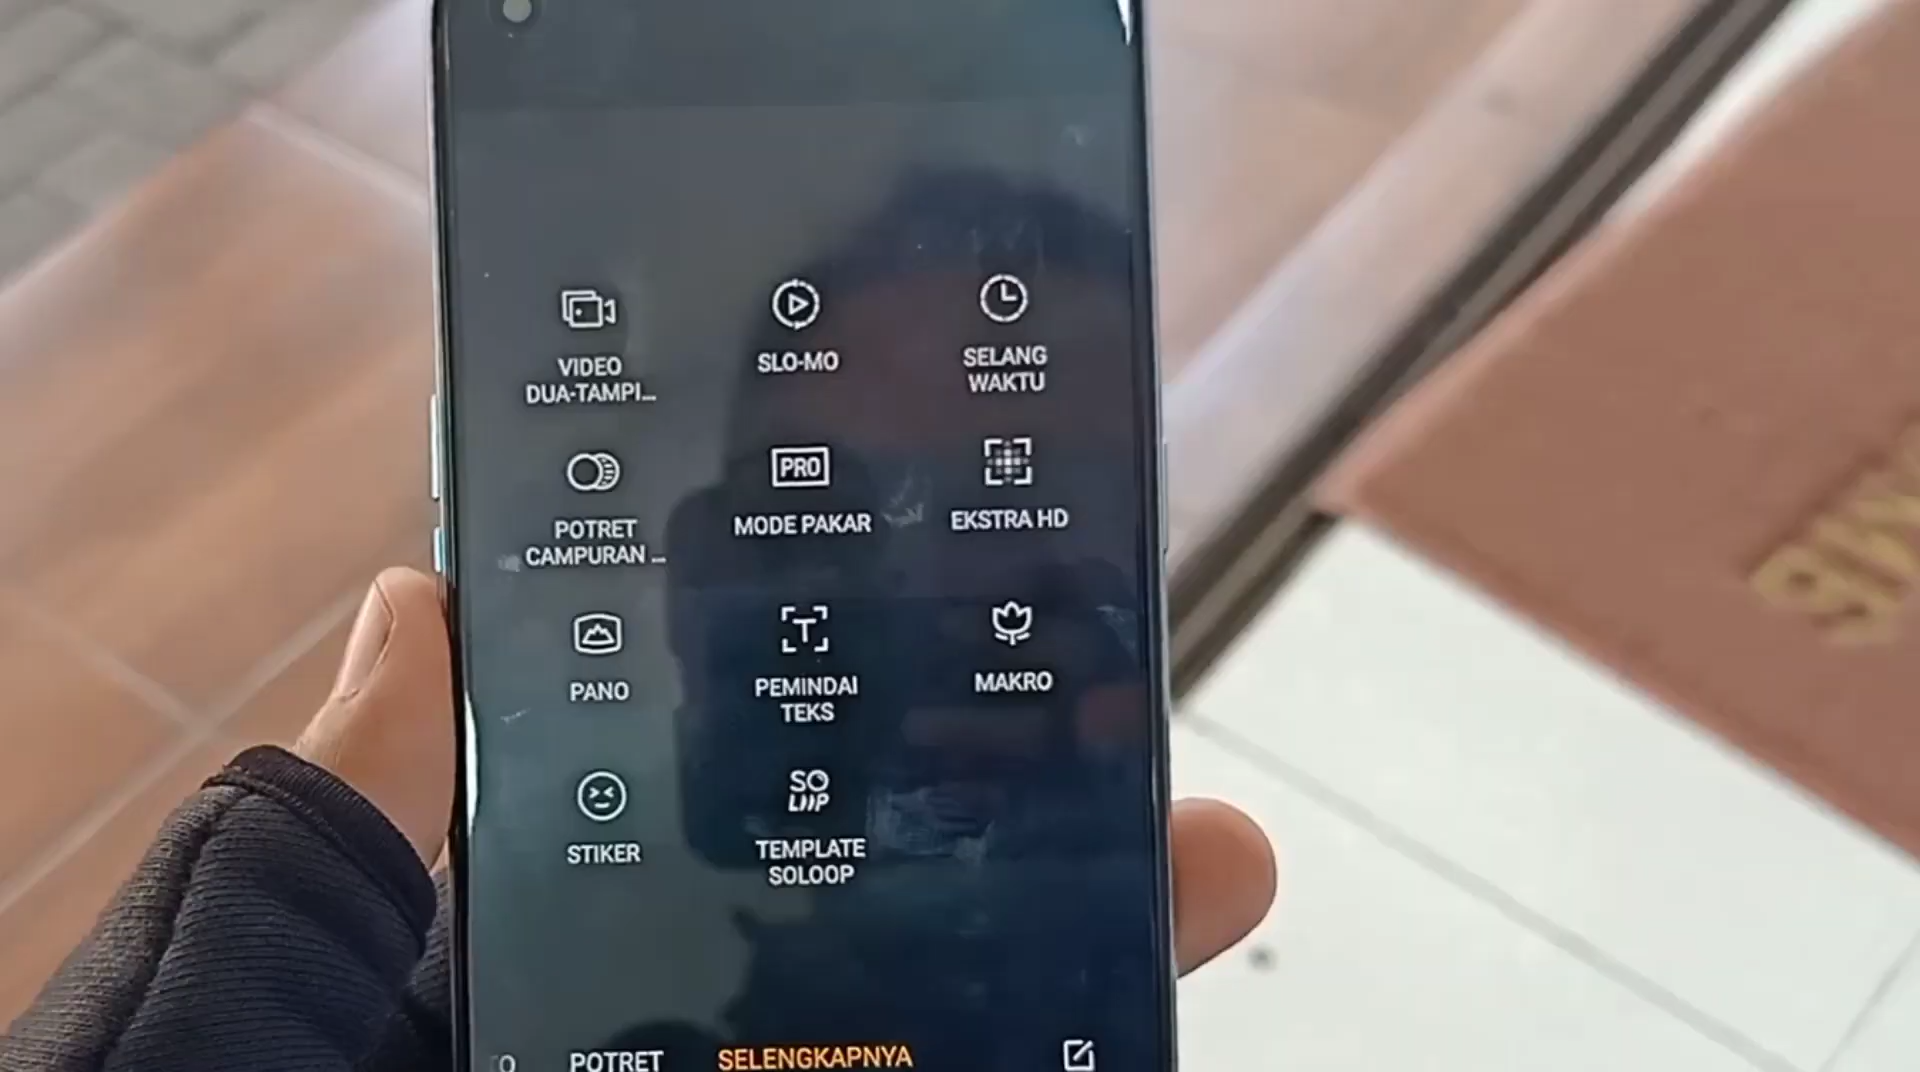 VIDEO
DUA-TAMPI...
SLO-MO
SELANG
WAKTU
POTRET
CAMPURAN ...
PRO
MODE PAKAR
EKSTRA HD
PANO
T
PEMINDAI
TEKS
MAKRO
STIKER
SO
LOOP
TEMPLATE
SOLOOP
O POTRET SELENGKAPNYA